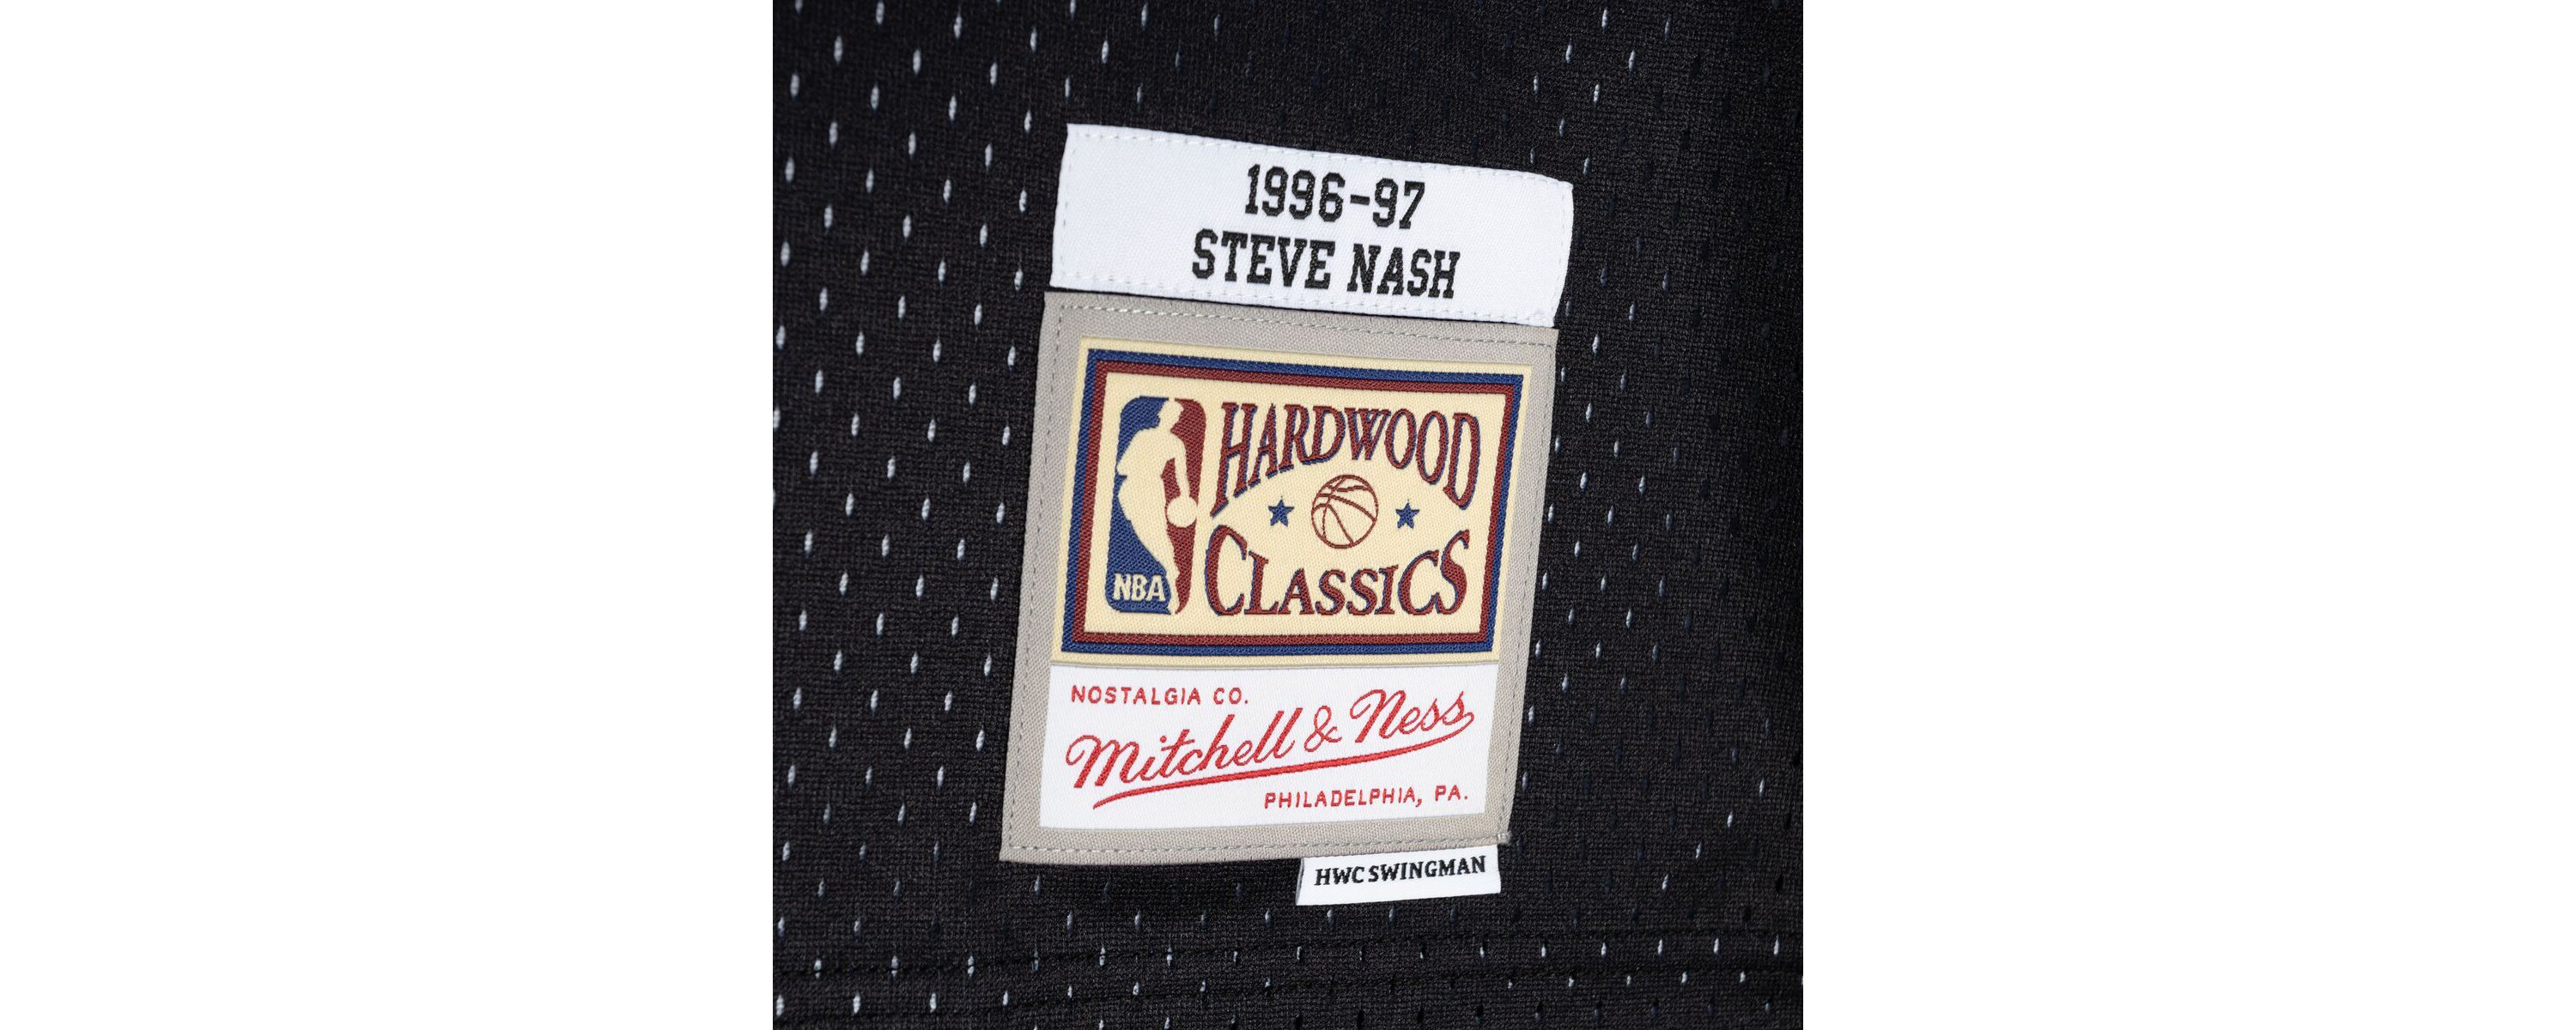 1996-97
STEVE NASH
HARDWOOD
CLASSICS
NBA
NOSTALGIA CO.
Mitchell & Ness
PHILADELPHIA, PA.
HWC SWINGMAN